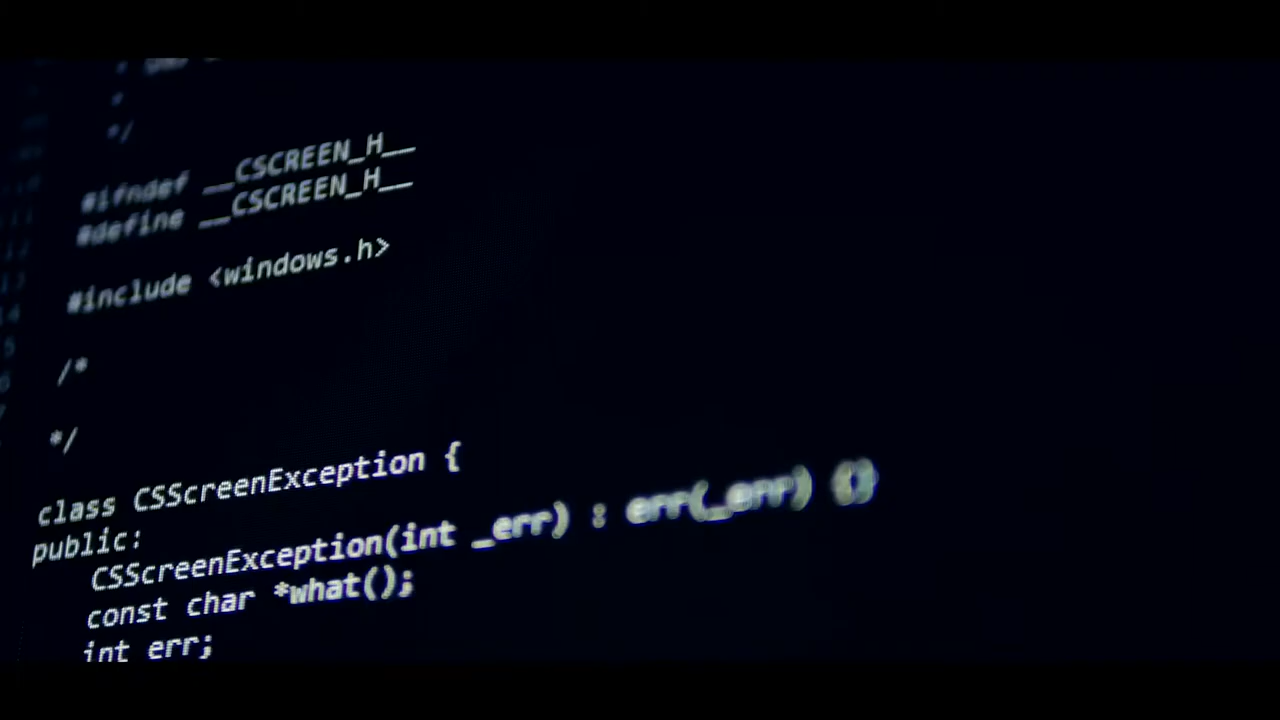 *
*/
#ifndef __CSCREEN_H__
#define __CSCREEN_H__
#include <windows.h>
/*
*/
class CSScreenException {
public:
CSScreenException(int _err) : err(_err) {}
const char *what();
int err;